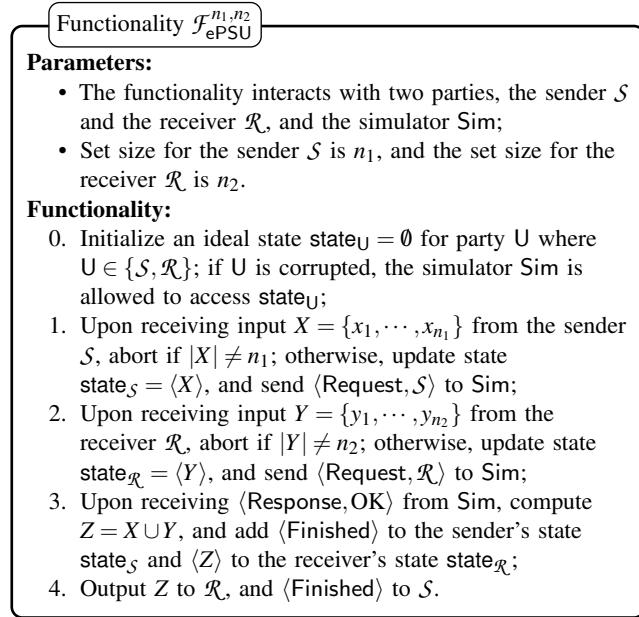 Functionality $\mathcal{F}_{\mathsf{ePSU}}^{n_1,n_2}$
Parameters:
• The functionality interacts with two parties, the sender $\mathcal{S}$
and the receiver $\mathcal{R}$, and the simulator Sim;
• Set size for the sender $\mathcal{S}$ is $n_1$, and the set size for the
receiver $\mathcal{R}$ is $n_2$.
Functionality:
0. Initialize an ideal state $\mathsf{state}_{\mathsf{U}} = \emptyset$ for party U where
$\mathsf{U} \in \{\mathcal{S}, \mathcal{R}\}$; if U is corrupted, the simulator Sim is
allowed to access $\mathsf{state}_{\mathsf{U}}$;
1. Upon receiving input $X = \{x_1, \cdots, x_{n_1}\}$ from the sender
$\mathcal{S}$, abort if $|X| \neq n_1$; otherwise, update state
$\mathsf{state}_{\mathcal{S}} = \langle X \rangle$, and send $\langle \mathsf{Request}, \mathcal{S} \rangle$ to Sim;
2. Upon receiving input $Y = \{y_1, \cdots, y_{n_2}\}$ from the
receiver $\mathcal{R}$, abort if $|Y| \neq n_2$; otherwise, update state
$\mathsf{state}_{\mathcal{R}} = \langle Y \rangle$, and send $\langle \mathsf{Request}, \mathcal{R} \rangle$ to Sim;
3. Upon receiving $\langle \mathsf{Response}, \mathsf{OK} \rangle$ from Sim, compute
$Z = X \cup Y$, and add $\langle \mathsf{Finished} \rangle$ to the sender's state
$\mathsf{state}_{\mathcal{S}}$ and $\langle Z \rangle$ to the receiver's state $\mathsf{state}_{\mathcal{R}}$;
4. Output $Z$ to $\mathcal{R}$, and $\langle \mathsf{Finished} \rangle$ to $\mathcal{S}$.